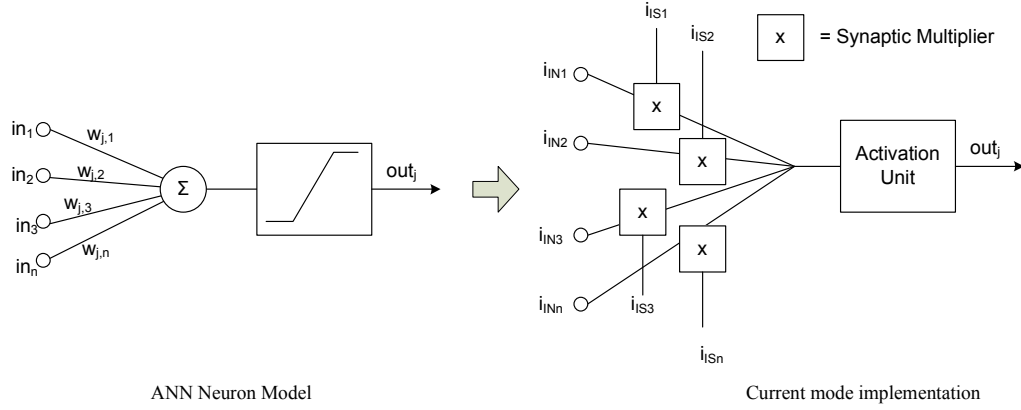 in1
in2
in3
inn
wj,1
wj,2
wj,3
wj,n
Σ
outj
iIS1
iIS2
iIN1
iIN2
iIN3
iINn
iIS3
iISn
x
x
x
x
x = Synaptic Multiplier
Activation
Unit
outj
ANN Neuron Model
Current mode implementation